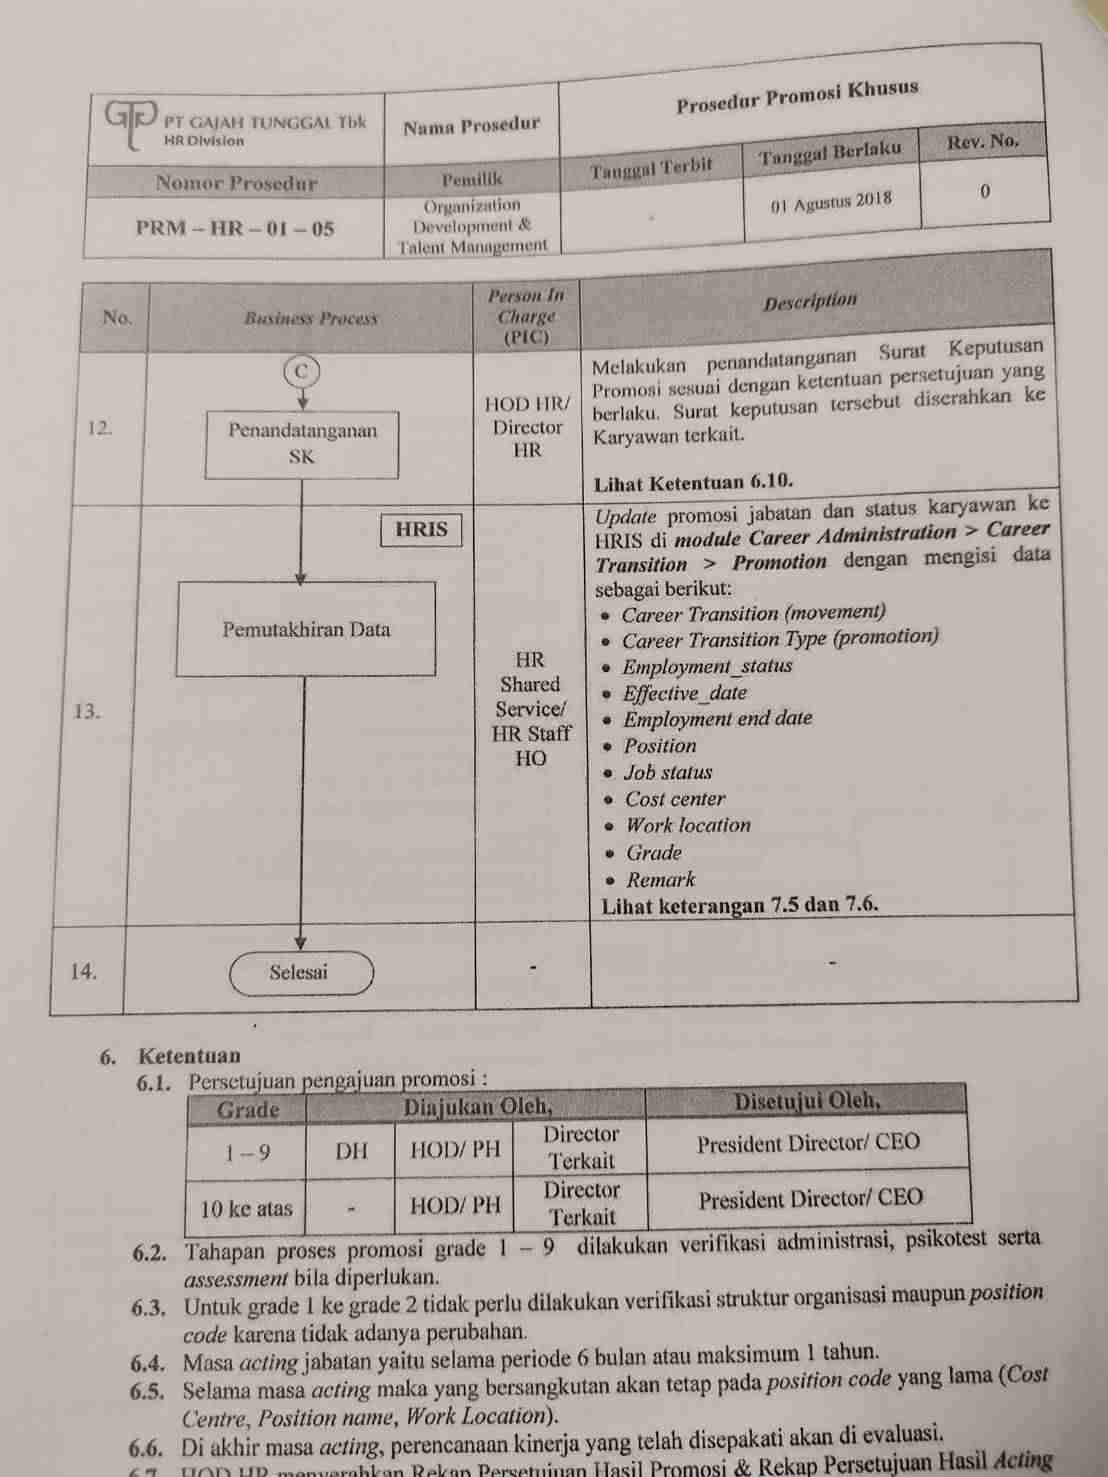 GT PT GAJAH TUNGGAL Tbk
HR Division
Nama Prosedur
Prosedur Promosi Khusus
Nomor Prosedur
Pemilik
Tanggal Terbit
Tanggal Berlaku
Rev. No.
PRM – HR – 01 – 05
Organization
Development &
Talent Management
-
01 Agustus 2018
0
No.
Business Process
Person In
Charge
(PIC)
Description
12.
C
Penandatanganan
SK
HOD HR/
Director
HR
Melakukan penandatanganan Surat Keputusan
Promosi sesuai dengan ketentuan persetujuan yang
berlaku. Surat keputusan tersebut diserahkan ke
Karyawan terkait.
Lihat Ketentuan 6.10.
13.
HRIS
Pemutakhiran Data
HR
Shared
Service/
HR Staff
HO
Update promosi jabatan dan status karyawan ke
HRIS di module Career Administration > Career
Transition > Promotion dengan mengisi data
sebagai berikut:
• Career Transition (movement)
• Career Transition Type (promotion)
• Employment_status
• Effective_date
• Employment end date
• Position
• Job status
• Cost center
• Work location
• Grade
• Remark
Lihat keterangan 7.5 dan 7.6.
14.
Selesai
-
-
6. Ketentuan
6.1. Persetujuan pengajuan promosi :
Grade
Diajukan Oleh,
Disetujui Oleh,
1 – 9
DH
HOD/ PH
Director
Terkait
President Director/ CEO
10 ke atas
-
HOD/ PH
Director
Terkait
President Director/ CEO
6.2. Tahapan proses promosi grade 1 – 9 dilakukan verifikasi administrasi, psikotest serta
assessment bila diperlukan.
6.3. Untuk grade 1 ke grade 2 tidak perlu dilakukan verifikasi struktur organisasi maupun position
code karena tidak adanya perubahan.
6.4. Masa acting jabatan yaitu selama periode 6 bulan atau maksimum 1 tahun.
6.5. Selama masa acting maka yang bersangkutan akan tetap pada position code yang lama (Cost
Centre, Position name, Work Location).
6.6. Di akhir masa acting, perencanaan kinerja yang telah disepakati akan di evaluasi.
6.7. HOD HR menyerahkan Rekap Persetujuan Hasil Promosi & Rekap Persetujuan Hasil Acting